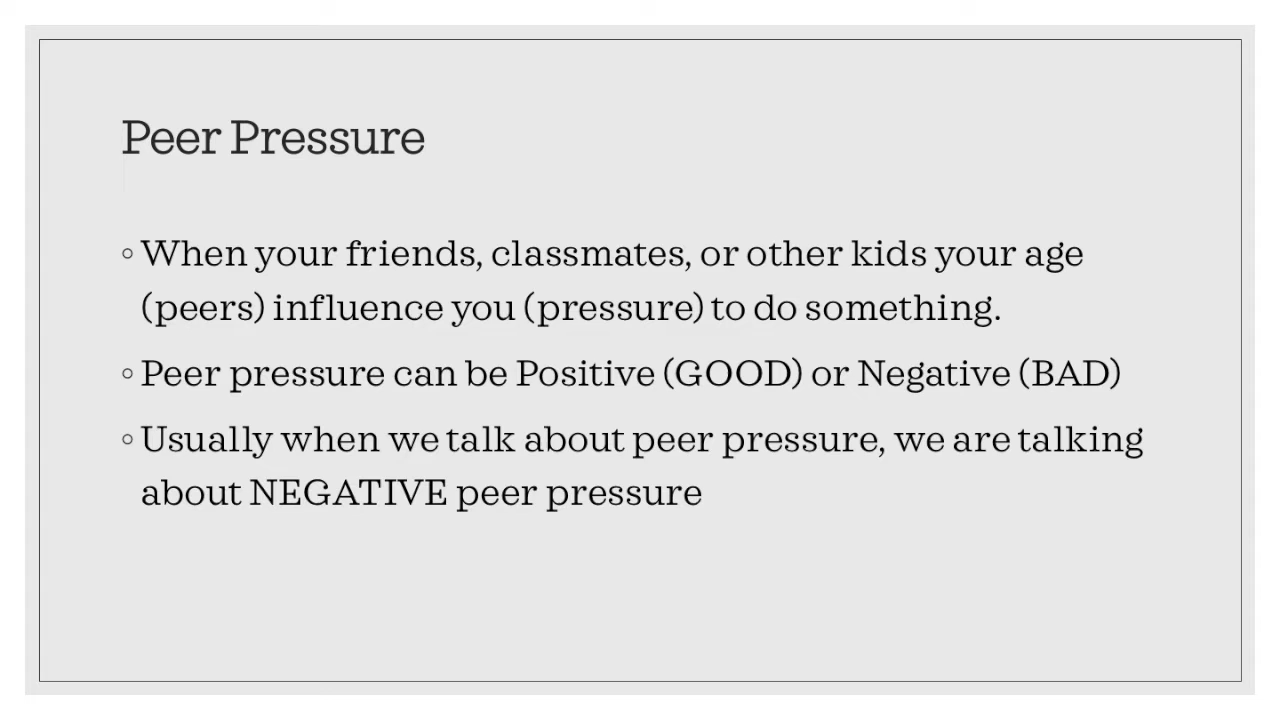 Peer Pressure
◦ When your friends, classmates, or other kids your age
(peers) influence you (pressure) to do something.
◦ Peer pressure can be Positive (GOOD) or Negative (BAD)
◦ Usually when we talk about peer pressure, we are talking
about NEGATIVE peer pressure